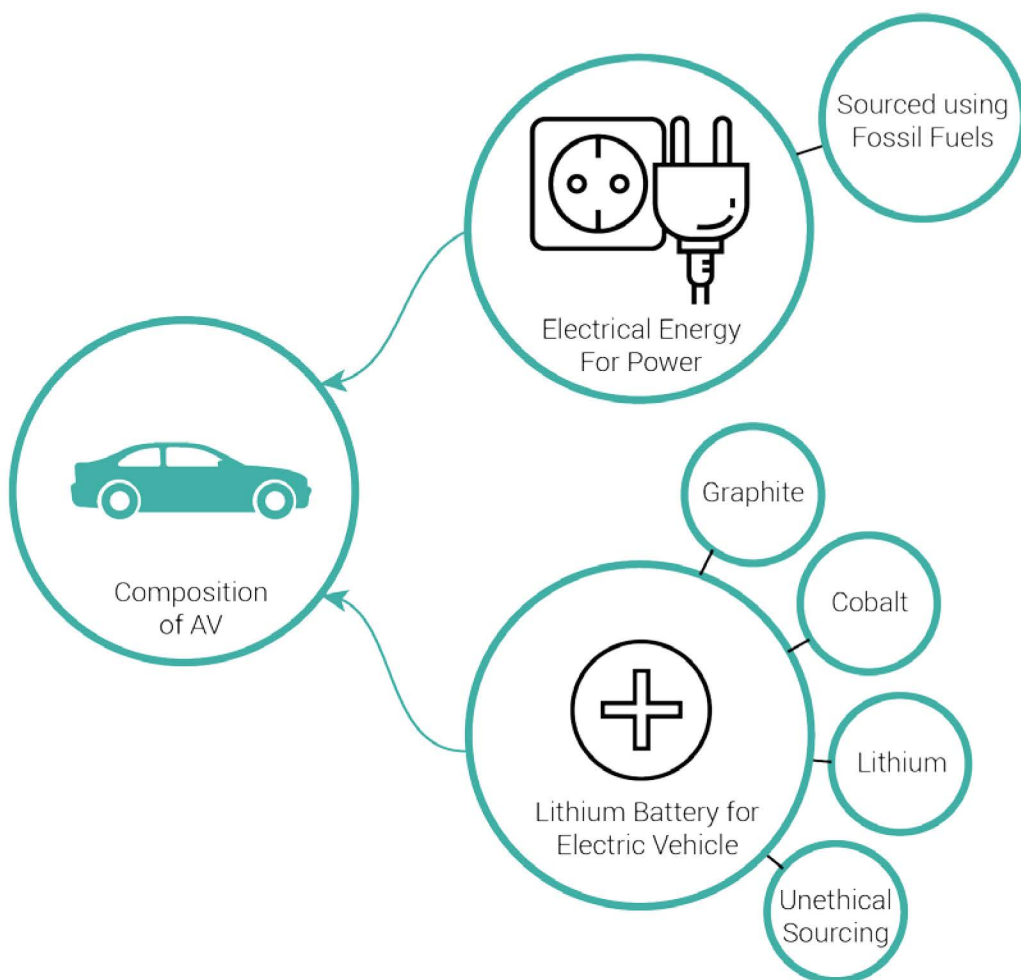 Sourced using
Fossil Fuels
Electrical Energy
For Power
Composition
of AV
Graphite
Cobalt
Lithium
Lithium Battery for
Electric Vehicle
Unethical
Sourcing